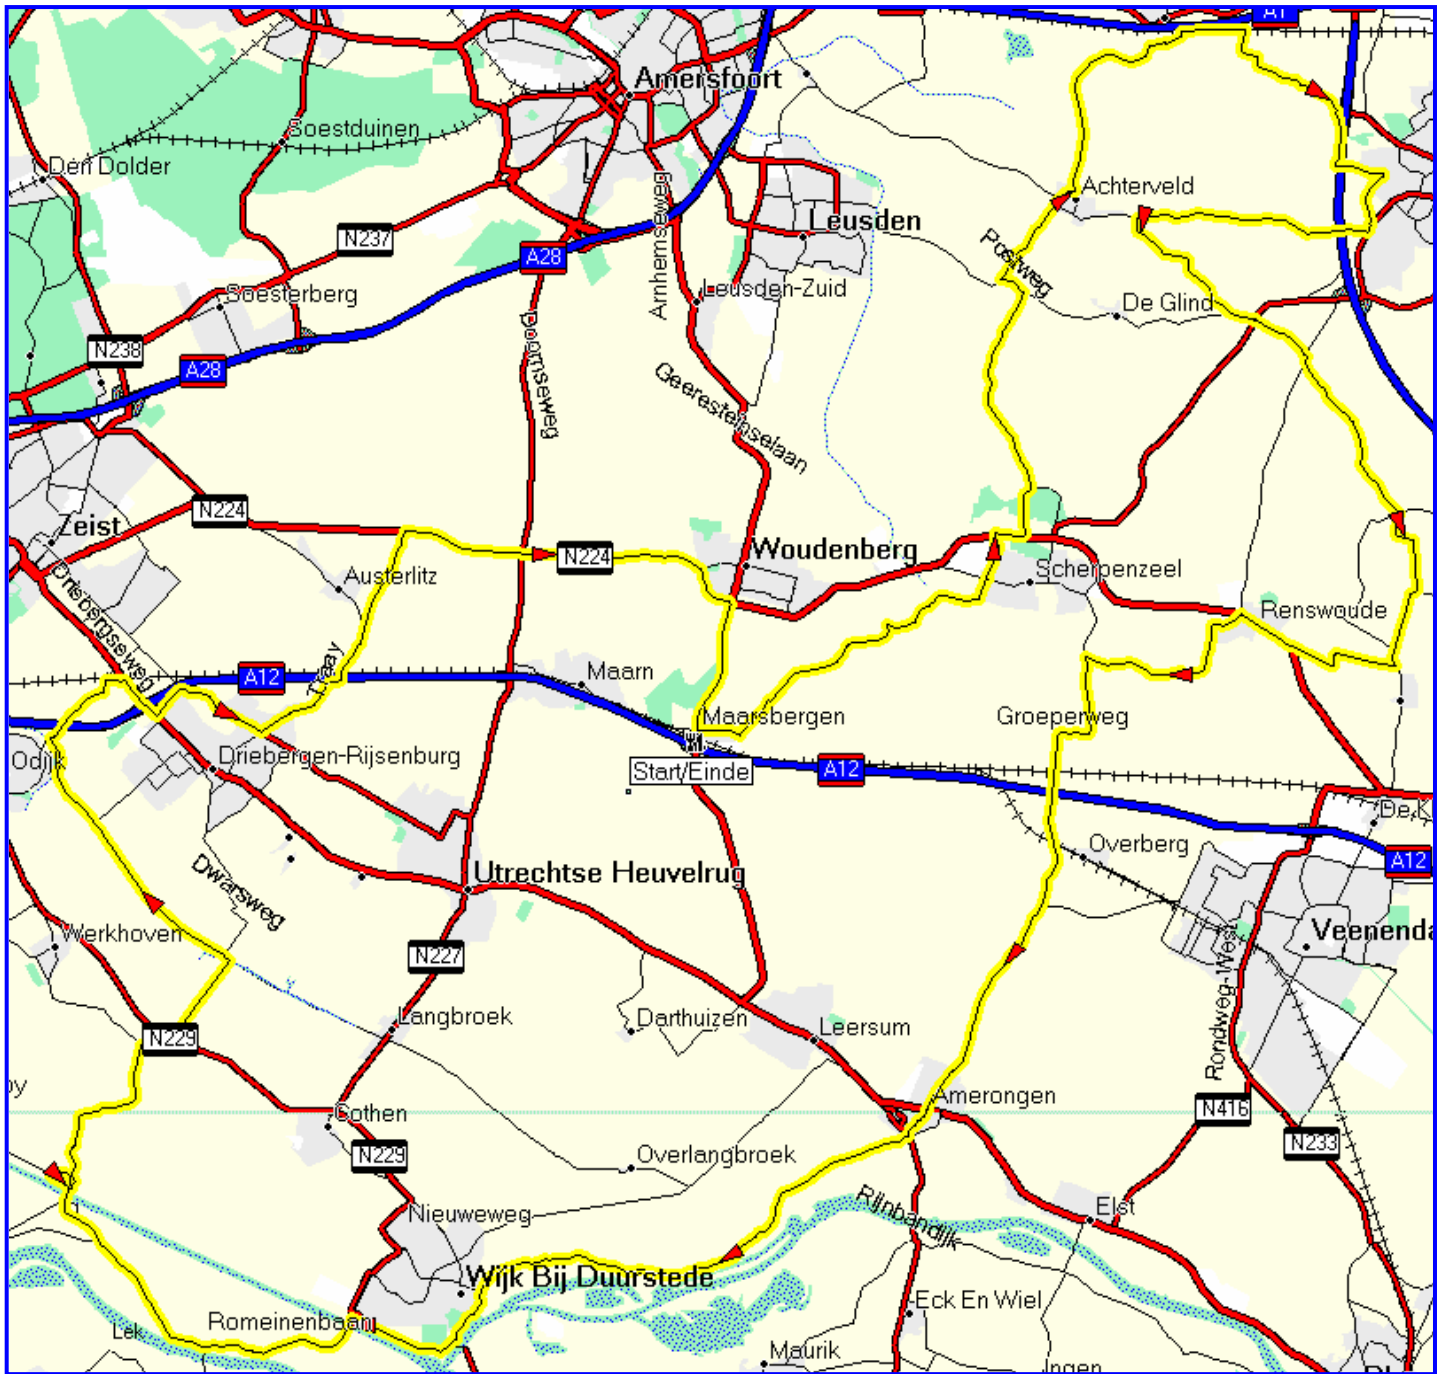 A1
Amersfoort
Soestduinen
Den Dolder
Achterveld
Arnhemseweg
Leusden
N237
Postweg
A28
Soesterberg
Leusden-Zuid
De Glind
Doornseweg
N238
A28
Geeresteinselaan
N224
Zeist
N224
Woudenberg
Austerlitz
Scherpenzeel
Driebergseweg
Renswoude
Traay
A12
Maarn
Maarsbergen
Groeperweg
Odijk
Driebergen-Rijsenburg
Start/Einde
A12
De K
Overberg
A12
Utrechtse Heuvelrug
Dwarsweg
Werkhoven
Veenenda
N227
Rondweg-West
Langbroek
Darthuizen
Leersum
N229
oy
Amerongen
Cothen
N416
N229
N233
Overlangbroek
Nieuweweg
Rijnbandijk
Elst
Wijk Bij Duurstede
Eck En Wiel
Romeinenbaan
Lek
Maurik
Ingen